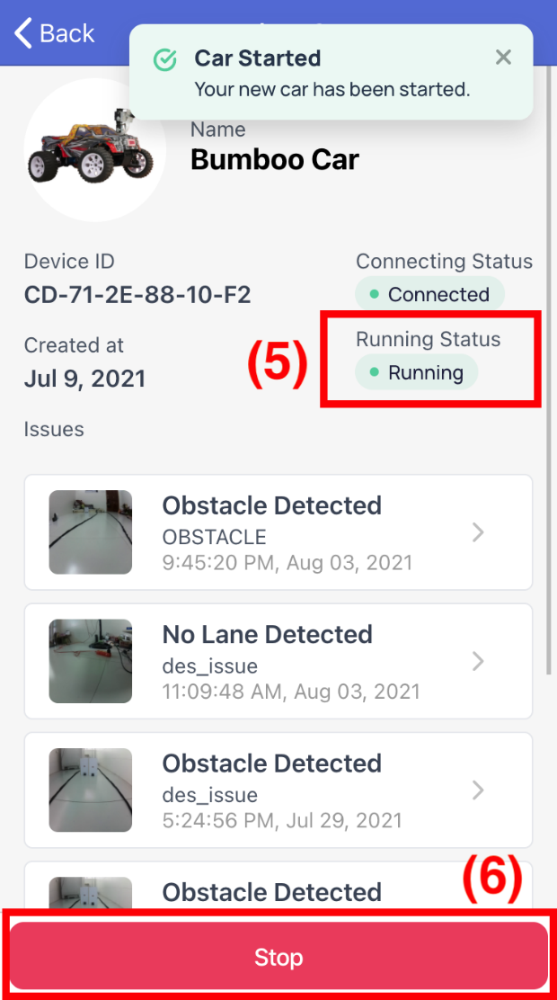 Back
Car Started
Your new car has been started.
Name
Bumboo Car
Device ID
CD-71-2E-88-10-F2
Connecting Status
Connected
Created at
Jul 9, 2021
(5)
Running Status
Running
Issues
Obstacle Detected
OBSTACLE
9:45:20 PM, Aug 03, 2021
No Lane Detected
des_issue
11:09:48 AM, Aug 03, 2021
Obstacle Detected
des_issue
5:24:56 PM, Jul 29, 2021
Obstacle Detected
(6)
Stop